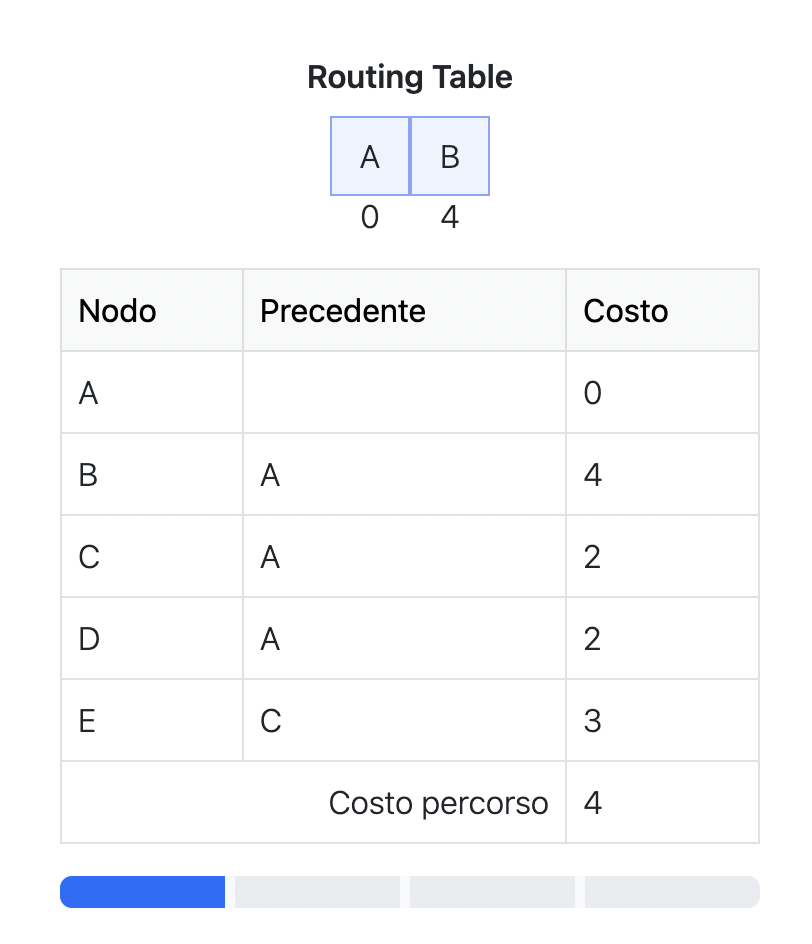 Routing Table
A B
0 4
Nodo Precedente Costo
A 0
B A 4
C A 2
D A 2
E C 3
Costo percorso 4